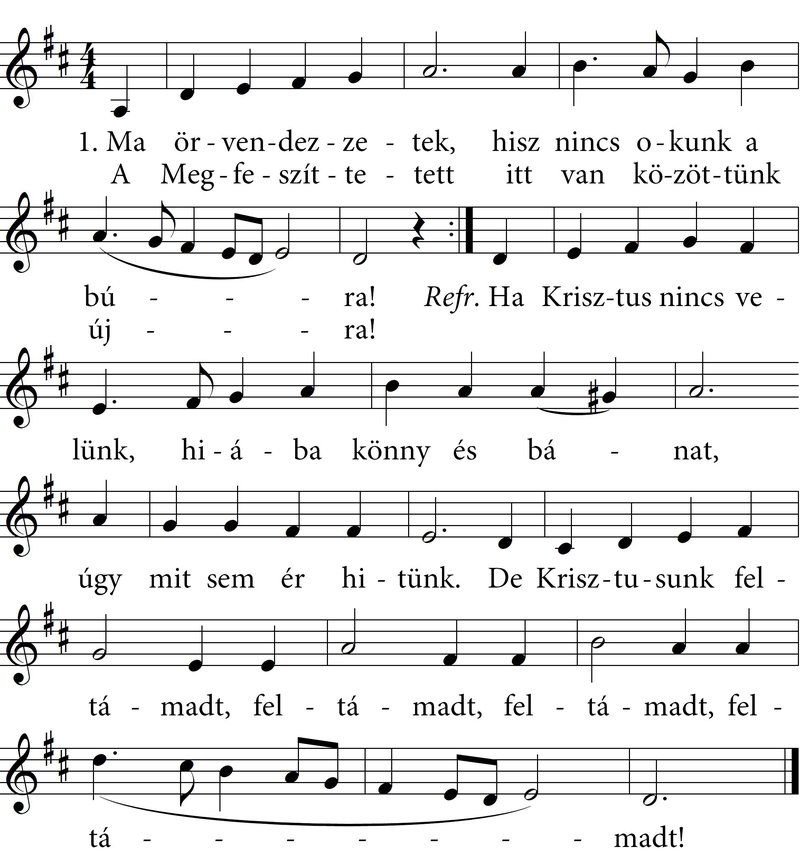 1. Ma ör - ven - dez - ze - tek, hisz nincs o - kunk a
A Meg - fe - szít - te - tett itt van kö - zöt - tünk
bú - - - ra! Refr. Ha Krisz - tus nincs ve -
új - - - ra!
lünk, hi - á - ba könny és bá - nat,
úgy mit sem ér hi - tünk. De Krisz - tu - sunk fel -
tá - madt, fel - tá - madt, fel - tá - madt, fel -
tá - - - - - - - madt!